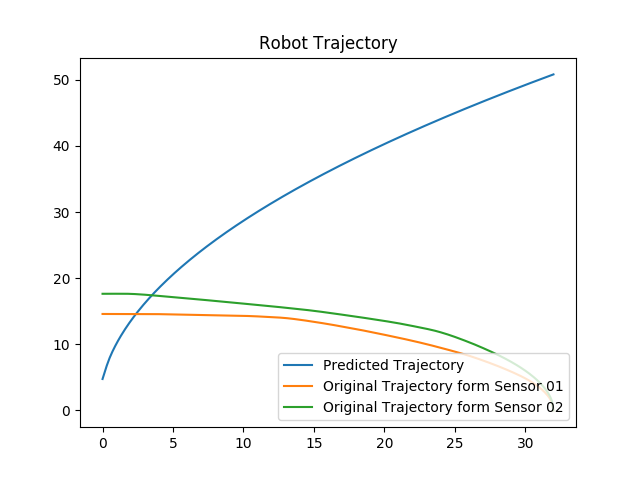 Robot Trajectory
50
40
30
20
10
0
0 5 10 15 20 25 30
Predicted Trajectory
Original Trajectory form Sensor 01
Original Trajectory form Sensor 02